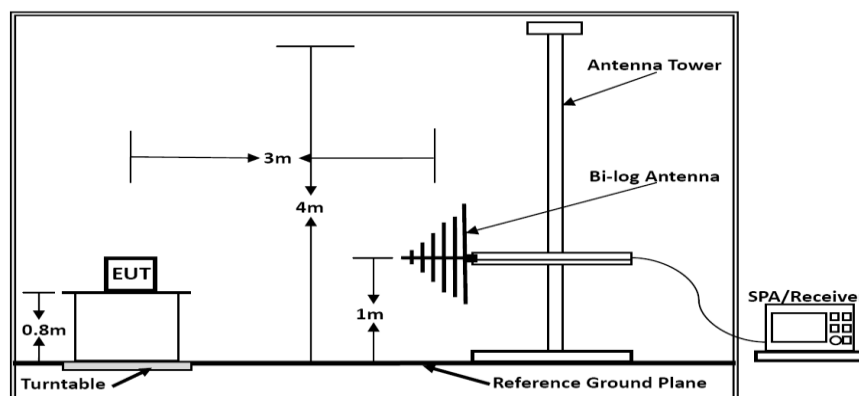 Antenna Tower
3m
Bi-log Antenna
4m
EUT
SPA/Receive
0.8m
1m
Turntable
Reference Ground Plane